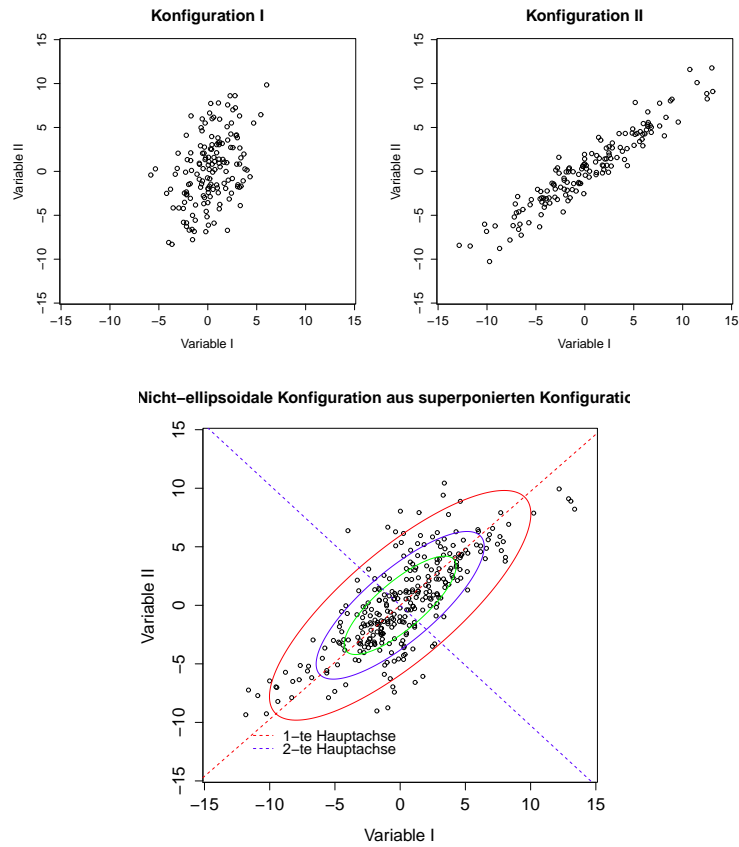 Konfiguration I
Konfiguration II
15
10
5
0
−5
−10
−15
Variable II
−15 −10 −5 0 5 10 15
Variable I
15
10
5
0
−5
−10
−15
Variable II
−15 −10 −5 0 5 10 15
Variable I
Nicht−ellipsoidale Konfiguration aus superponierten Konfiguratic
15
10
5
0
−5
−10
−15
Variable II
1−te Hauptachse
2−te Hauptachse
−15 −10 −5 0 5 10 15
Variable I